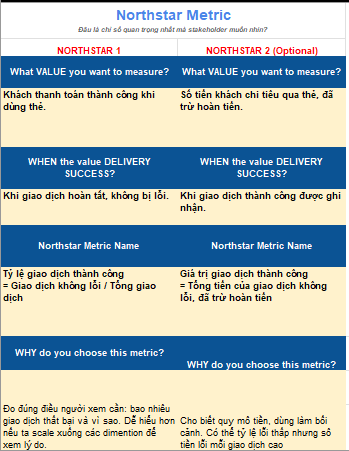 Northstar Metric
Đâu là chỉ số quan trọng nhất mà stakeholder muốn nhìn?
NORTHSTAR 1
NORTHSTAR 2 (Optional)
What VALUE you want to measure?
What VALUE you want to measure?
Khách thanh toán thành công khi
dùng thẻ.
Số tiền khách chi tiêu qua thẻ, đã
trừ hoàn tiền.
WHEN the value DELIVERY
SUCCESS?
WHEN the value DELIVERY
SUCCESS?
Khi giao dịch hoàn tất, không bị lỗi.
Khi giao dịch thành công được ghi
nhận.
Northstar Metric Name
Northstar Metric Name
Tỷ lệ giao dịch thành công
= Giao dịch không lỗi / Tổng giao
dịch
Giá trị giao dịch thành công
= Tổng tiền của giao dịch không
lỗi, đã trừ hoàn tiền
WHY do you choose this metric?
WHY do you choose this metric?
Đo đúng điều người xem cần: bao nhiêu
giao dịch thất bại và vì sao. Dễ hiểu hơn
nếu ta scale xuống các dimention để
xem lý do.
Cho biết quy mô tiền, dùng làm bối
cảnh. Có thể tỷ lệ lỗi thấp nhưng số
tiền lỗi mỗi giao dịch cao